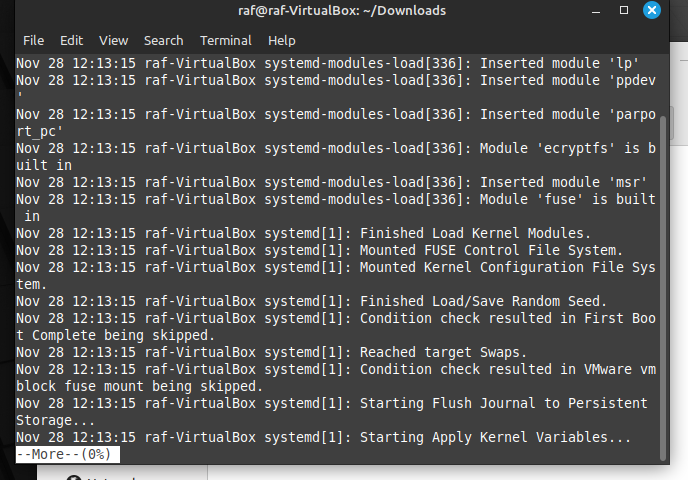 raf@raf-VirtualBox: ~/Downloads
File Edit View Search Terminal Help
Nov 28 12:13:15 raf-VirtualBox systemd-modules-load[336]: Inserted module 'lp'
Nov 28 12:13:15 raf-VirtualBox systemd-modules-load[336]: Inserted module 'ppdev
'
Nov 28 12:13:15 raf-VirtualBox systemd-modules-load[336]: Inserted module 'parpo
rt_pc'
Nov 28 12:13:15 raf-VirtualBox systemd-modules-load[336]: Module 'ecryptfs' is b
uilt in
Nov 28 12:13:15 raf-VirtualBox systemd-modules-load[336]: Inserted module 'msr'
Nov 28 12:13:15 raf-VirtualBox systemd-modules-load[336]: Module 'fuse' is built
 in
Nov 28 12:13:15 raf-VirtualBox systemd[1]: Finished Load Kernel Modules.
Nov 28 12:13:15 raf-VirtualBox systemd[1]: Mounted FUSE Control File System.
Nov 28 12:13:15 raf-VirtualBox systemd[1]: Mounted Kernel Configuration File Sys
tem.
Nov 28 12:13:15 raf-VirtualBox systemd[1]: Finished Load/Save Random Seed.
Nov 28 12:13:15 raf-VirtualBox systemd[1]: Condition check resulted in First Boo
t Complete being skipped.
Nov 28 12:13:15 raf-VirtualBox systemd[1]: Reached target Swaps.
Nov 28 12:13:15 raf-VirtualBox systemd[1]: Condition check resulted in VMware vm
block fuse mount being skipped.
Nov 28 12:13:15 raf-VirtualBox systemd[1]: Starting Flush Journal to Persistent
Storage...
Nov 28 12:13:15 raf-VirtualBox systemd[1]: Starting Apply Kernel Variables...
--More--(0%)